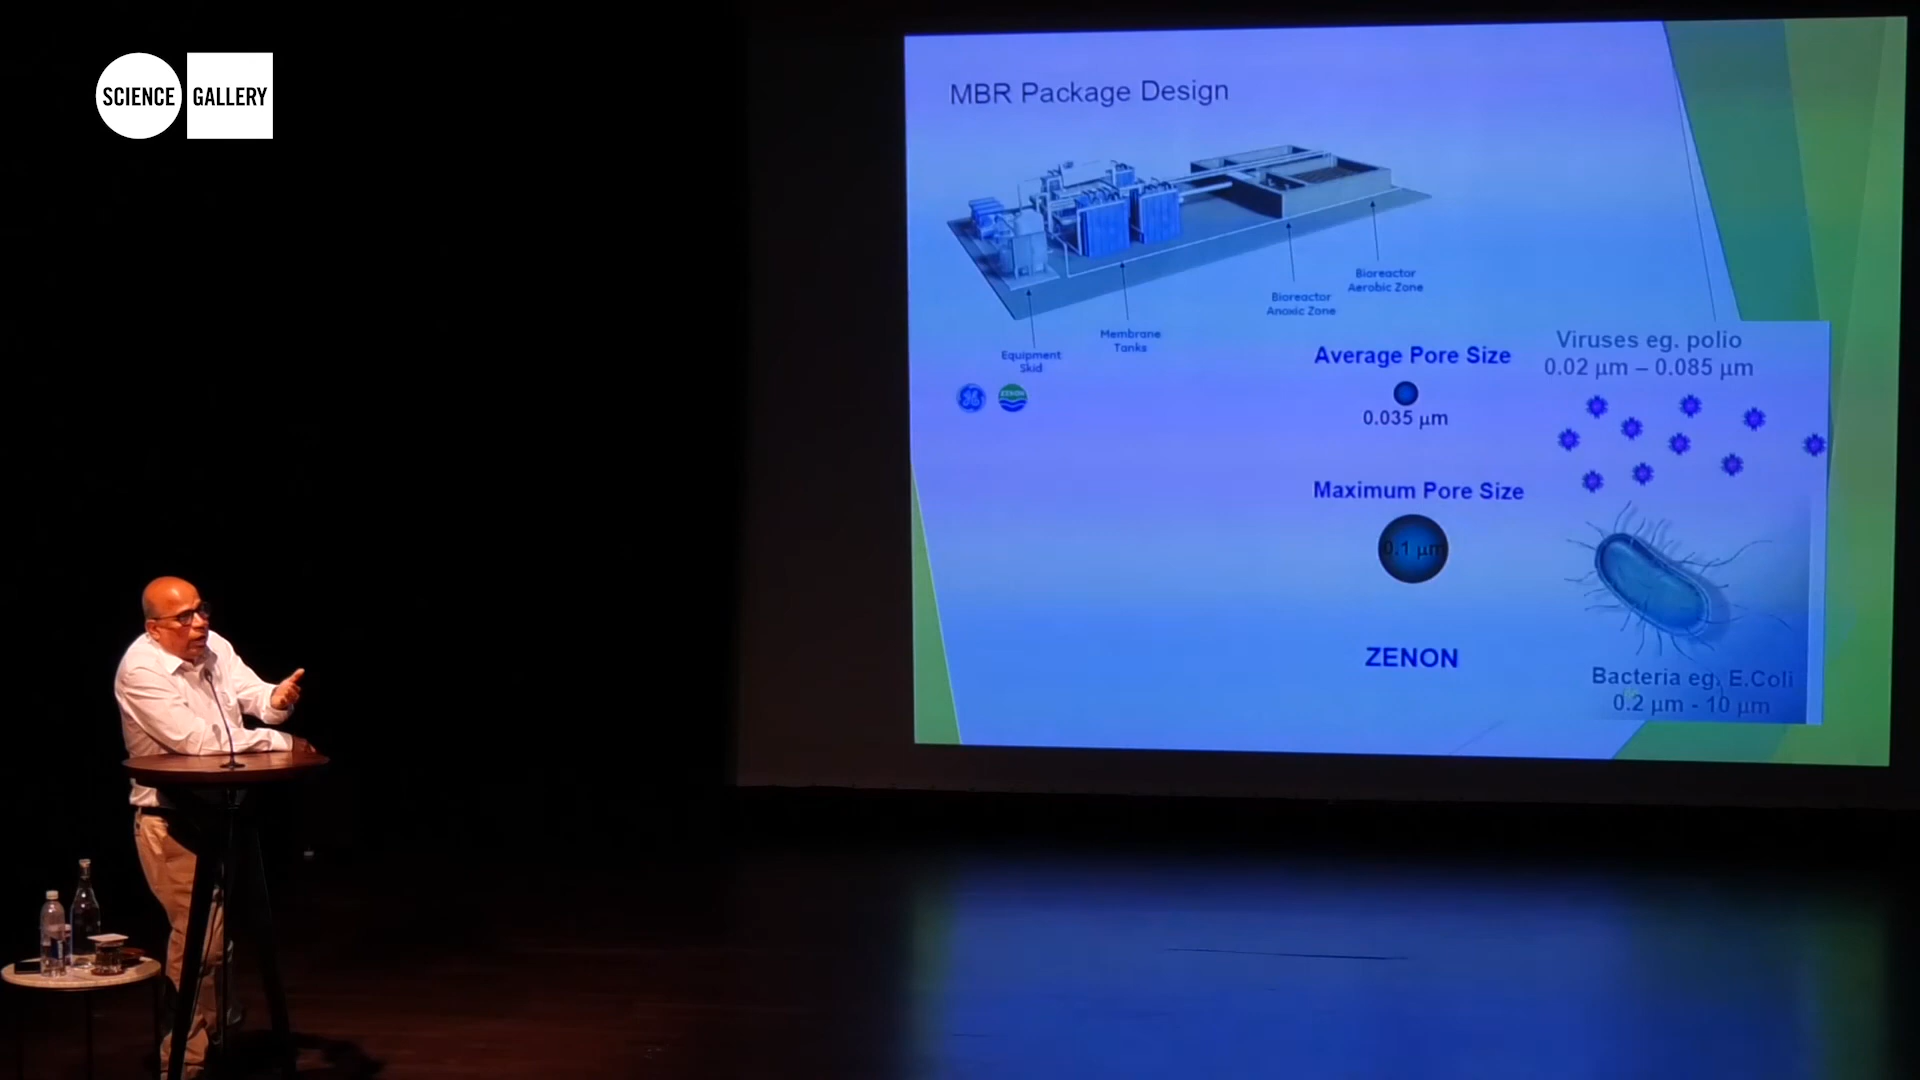 SCIENCE GALLERY
MBR Package Design
Bioreactor
Aerobic Zone
Bioreactor
Anoxic Zone
Membrane
Tanks
Equipment
Skid
ZENON
Average Pore Size
0.035 µm
Maximum Pore Size
0.1 µm
ZENON
Viruses eg. polio
0.02 µm – 0.085 µm
Bacteria eg. E.Coli
0.2 µm - 10 µm